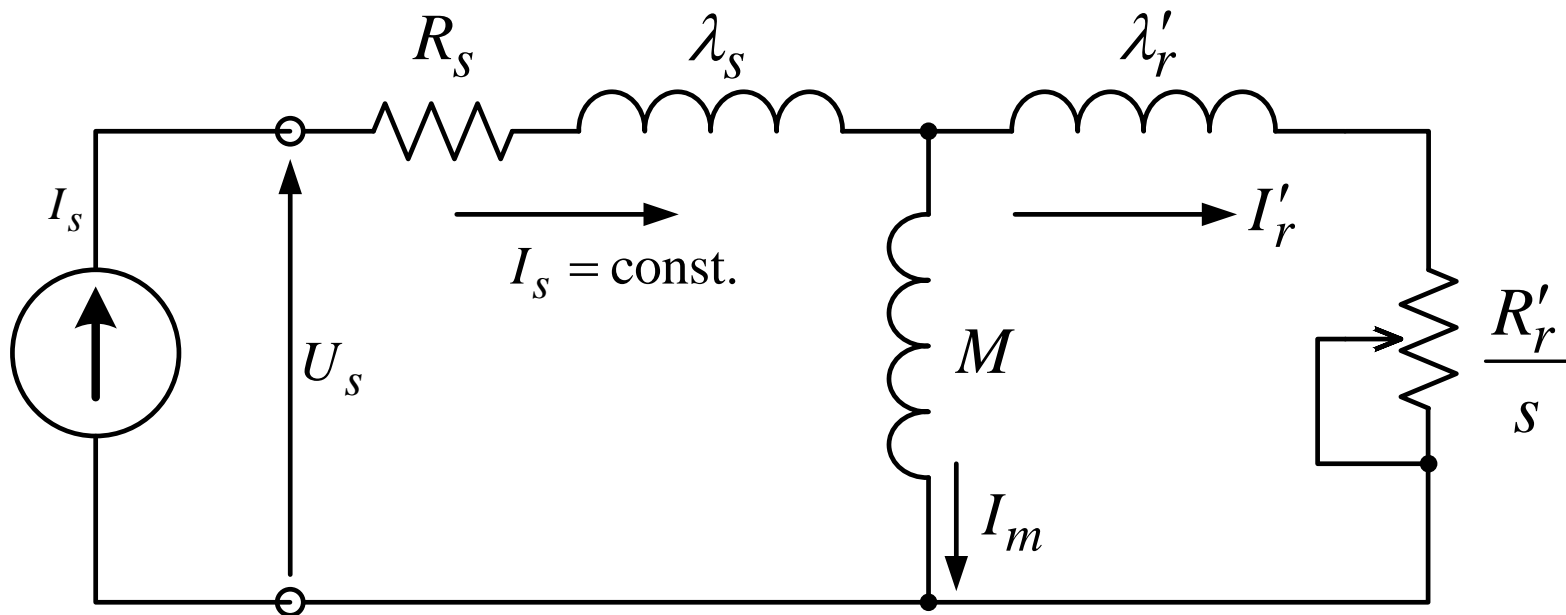 R_s
λ_s
λ'_r
I_s
I_s = const.
I'_r
U_s
M
R'_r
s
I_m